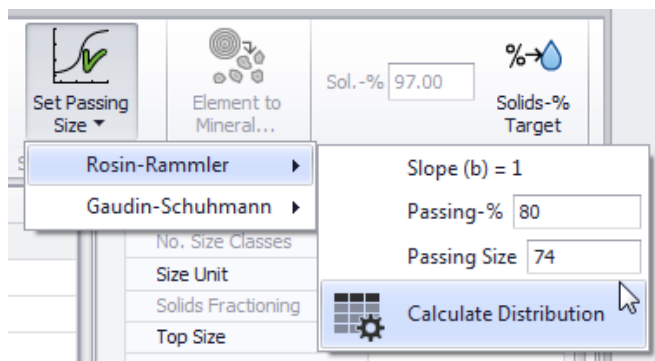 Set Passing
Size
Element to
Mineral...
Sol.-% 97.00
%
Solids-%
Target
Rosin-Rammler
Gaudin-Schuhmann
Slope (b) = 1
Passing-% 80
Passing Size 74
Calculate Distribution
No. Size Classes
Size Unit
Solids Fractioning
Top Size